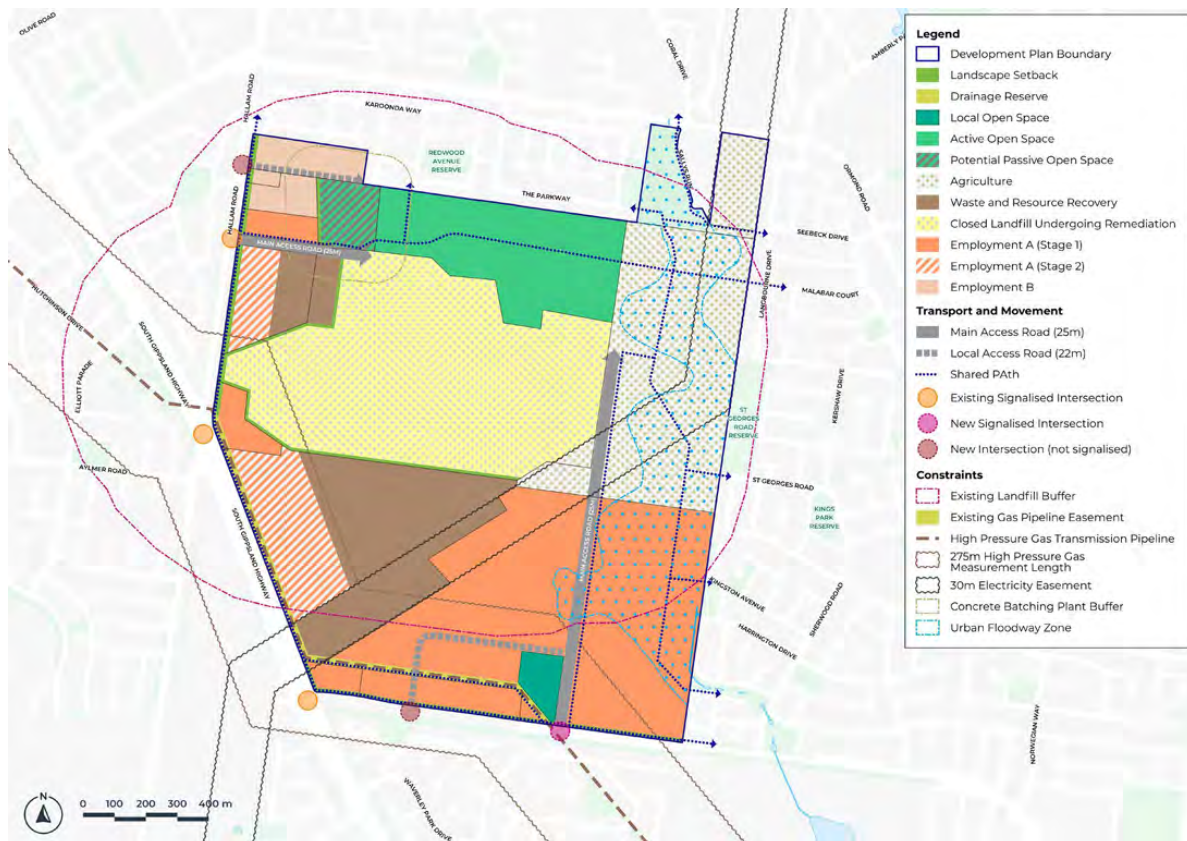 OLIVE ROAD
CORAL DRIVE
HALLAM ROAD
KAROONDA WAY
REDWOOD
AVENUE
RESERVE
ORMOND ROAD
THE PARKWAY
HALLAM ROAD
SEEBECK DRIVE
MAIN ACCESS ROAD (25M)
LANGBOURNE DRIVE
MALABAR COURT
HUTCHINSON DRIVE
SOUTH GIPPSLAND HIGHWAY
ELLIOTT PARADE
KERSHAW DRIVE
ST
GEORGES
ROAD
RESERVE
AYLMER ROAD
ST GEORGES ROAD
KINGS
PARK
RESERVE
SOUTH GIPPSLAND HIGHWAY
MAIN ACCESS ROAD (25M)
KINGSTON AVENUE
SHERWOOD ROAD
HARRINGTON DRIVE
NORWEGIAN WAY
WAVERLEY PARK DRIVE
N
0 100 200 300 400 m
Legend
Development Plan Boundary
Landscape Setback
Drainage Reserve
Local Open Space
Active Open Space
Potential Passive Open Space
Agriculture
Waste and Resource Recovery
Closed Landfill Undergoing Remediation
Employment A (Stage 1)
Employment A (Stage 2)
Employment B
Transport and Movement
Main Access Road (25m)
Local Access Road (22m)
Shared PAth
Existing Signalised Intersection
New Signalised Intersection
New Intersection (not signalised)
Constraints
Existing Landfill Buffer
Existing Gas Pipeline Easement
High Pressure Gas Transmission Pipeline
275m High Pressure Gas
Measurement Length
30m Electricity Easement
Concrete Batching Plant Buffer
Urban Floodway Zone